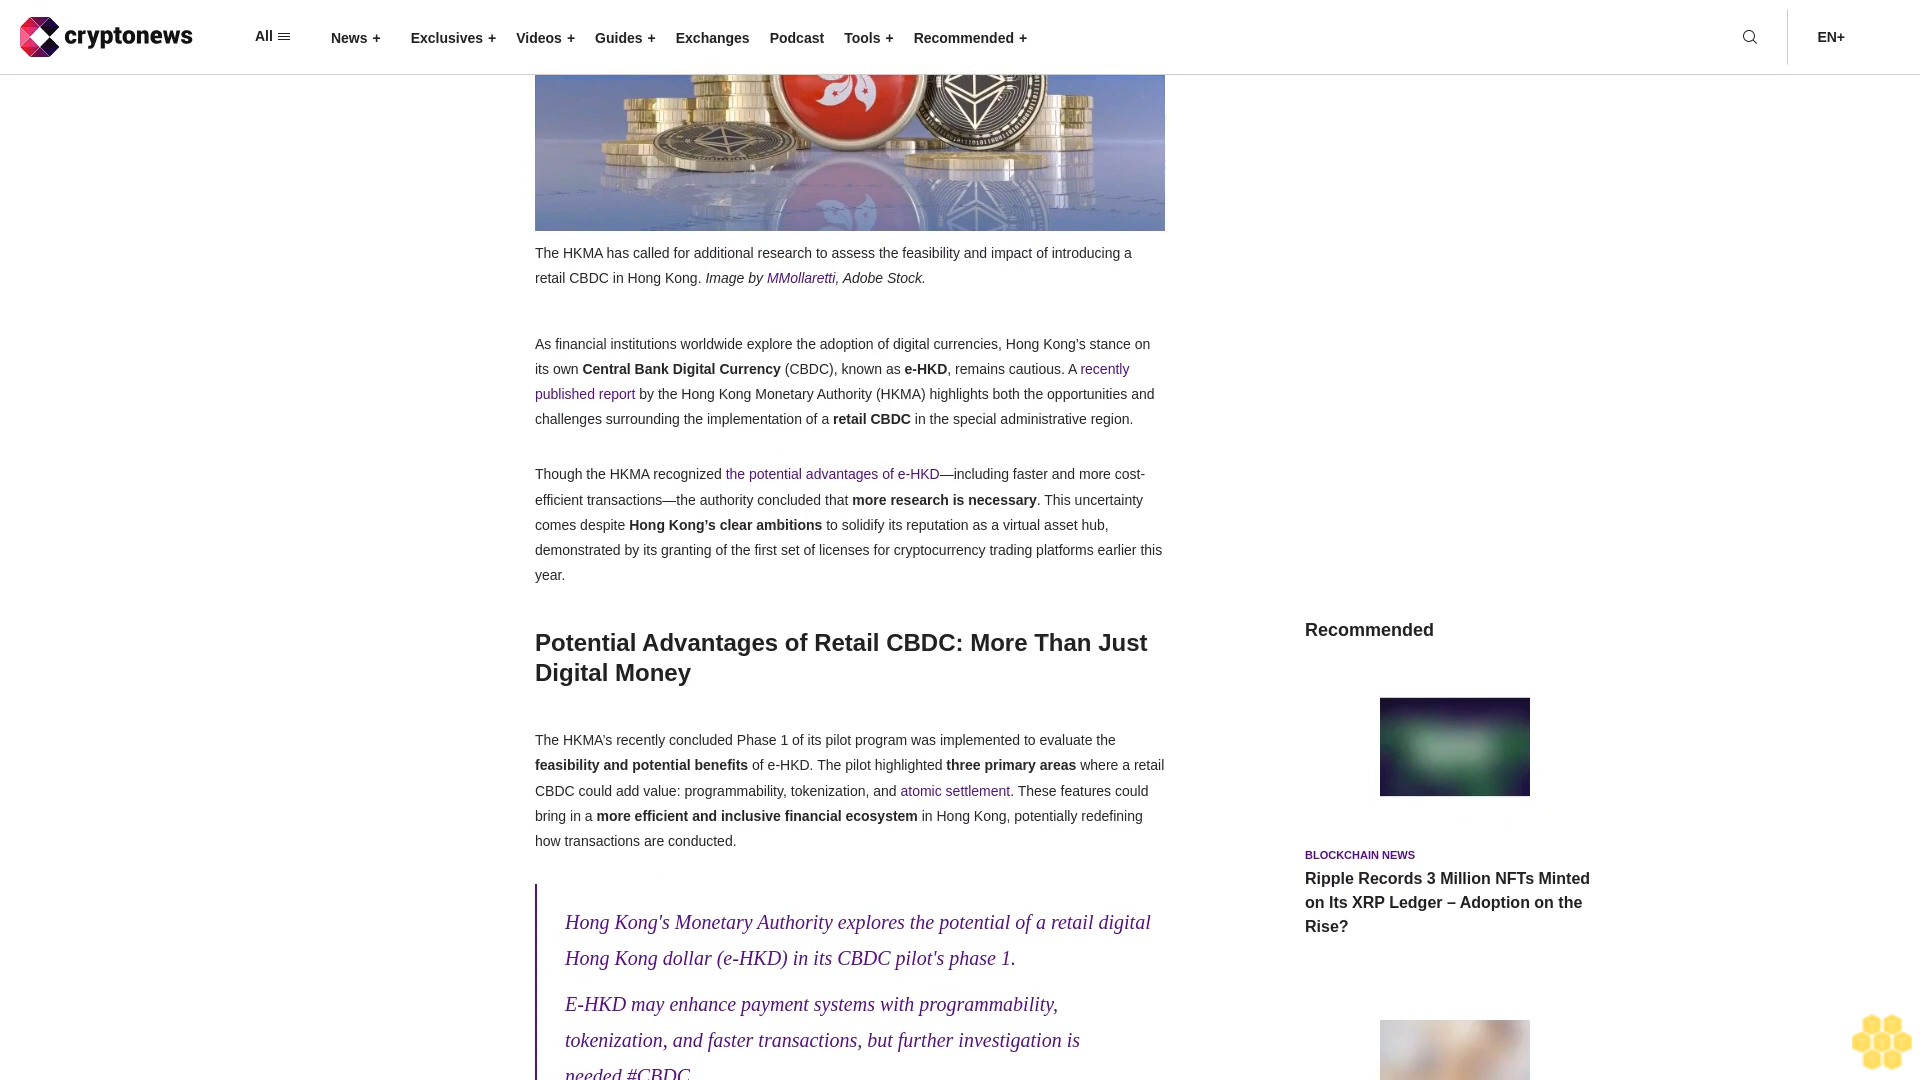 cryptonews
All
News +
Exclusives +
Videos +
Guides +
Exchanges
Podcast
Tools +
Recommended +
EN+
The HKMA has called for additional research to assess the feasibility and impact of introducing a
retail CBDC in Hong Kong. Image by MMollaretti, Adobe Stock.
As financial institutions worldwide explore the adoption of digital currencies, Hong Kong’s stance on
its own Central Bank Digital Currency (CBDC), known as e-HKD, remains cautious. A recently
published report by the Hong Kong Monetary Authority (HKMA) highlights both the opportunities and
challenges surrounding the implementation of a retail CBDC in the special administrative region.
Though the HKMA recognized the potential advantages of e-HKD—including faster and more cost-
efficient transactions—the authority concluded that more research is necessary. This uncertainty
comes despite Hong Kong’s clear ambitions to solidify its reputation as a virtual asset hub,
demonstrated by its granting of the first set of licenses for cryptocurrency trading platforms earlier this
year.
Potential Advantages of Retail CBDC: More Than Just
Digital Money
The HKMA’s recently concluded Phase 1 of its pilot program was implemented to evaluate the
feasibility and potential benefits of e-HKD. The pilot highlighted three primary areas where a retail
CBDC could add value: programmability, tokenization, and atomic settlement. These features could
bring in a more efficient and inclusive financial ecosystem in Hong Kong, potentially redefining
how transactions are conducted.
Hong Kong's Monetary Authority explores the potential of a retail digital
Hong Kong dollar (e-HKD) in its CBDC pilot's phase 1.
E-HKD may enhance payment systems with programmability,
tokenization, and faster transactions, but further investigation is
needed.#CBDC
Recommended
BLOCKCHAIN NEWS
Ripple Records 3 Million NFTs Minted
on Its XRP Ledger – Adoption on the
Rise?